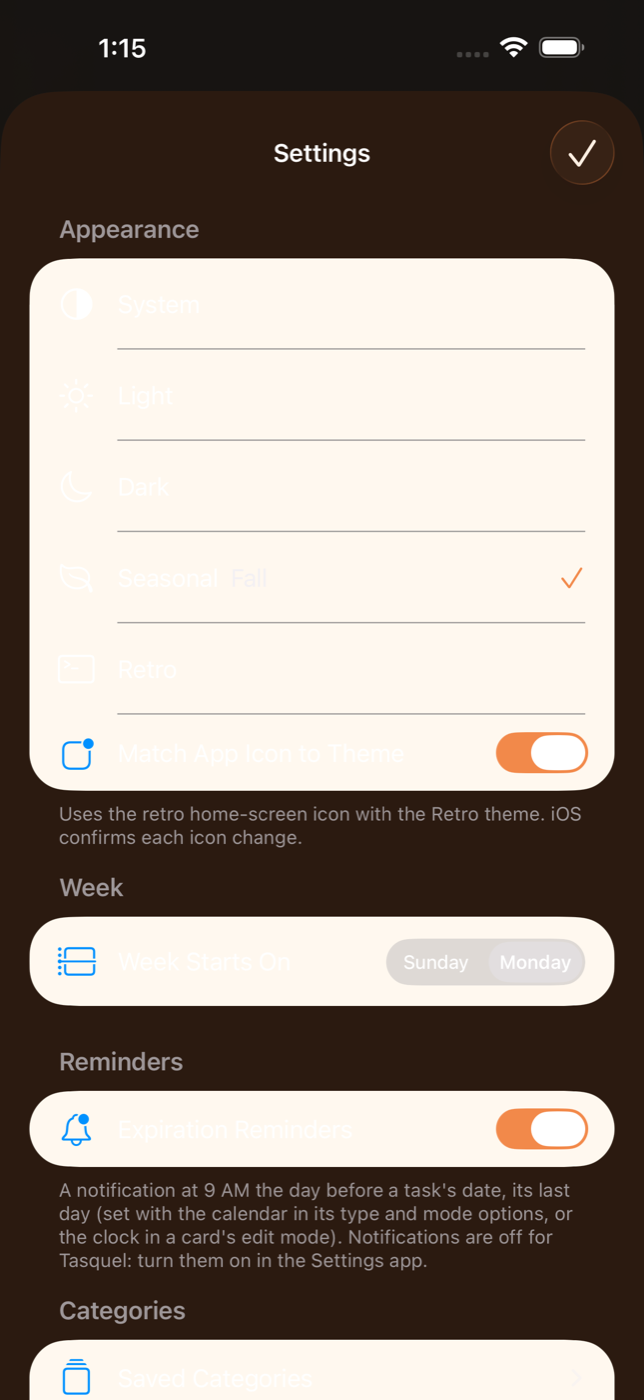 1:15
Settings
Appearance
System
Light
Dark
Seasonal Fall
Retro
Match App Icon to Theme
Uses the retro home-screen icon with the Retro theme. iOS
confirms each icon change.
Week
Week Starts On Sunday Monday
Reminders
Expiration Reminders
A notification at 9 AM the day before a task's date, its last
day (set with the calendar in its type and mode options, or
the clock in a card's edit mode). Notifications are off for
Tasquel: turn them on in the Settings app.
Categories
Saved Categories